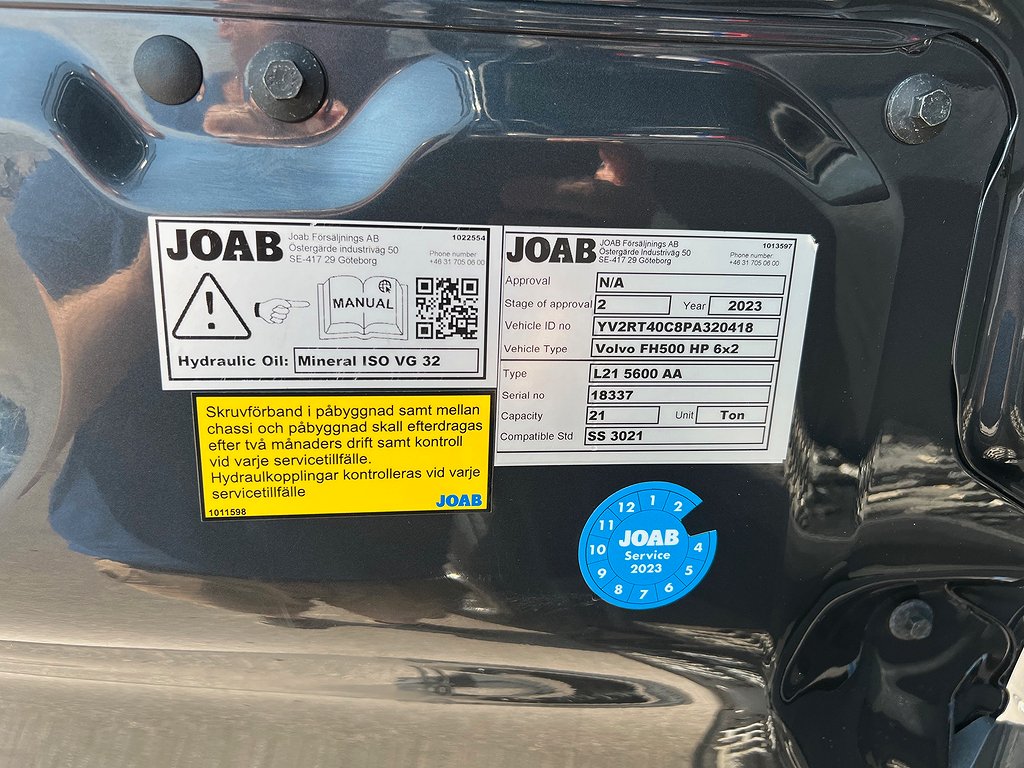 JOAB
Joab Försäljnings AB
Östergärde industriväg 50
SE-417 29 Göteborg
1022554
Phone number:
+46 31 705 06 00
MANUAL
Hydraulic Oil: Mineral ISO VG 32
JOAB
JOAB Försäljnings AB
Östergärde industriväg 50
SE-417 29 Göteborg
1013597
Phone number:
+46 31 705 06 00
Approval N/A
Stage of approval 2 Year 2023
Vehicle ID no YV2RT40C8PA320418
Vehicle Type Volvo FH500 HP 6x2
Type L21 5600 AA
Serial no 18337
Capacity 21 Unit Ton
Compatible Std SS 3021
Skruvförband i påbyggnad samt mellan
chassi och påbyggnad skall efterdragas
efter två månaders drift samt kontroll
vid varje servicetillfälle.
Hydraulkopplingar kontrolleras vid varje
servicetillfälle
JOAB
1011598
12 1 2
11
10 4
9 5
8 7 6
JOAB
Service
2023